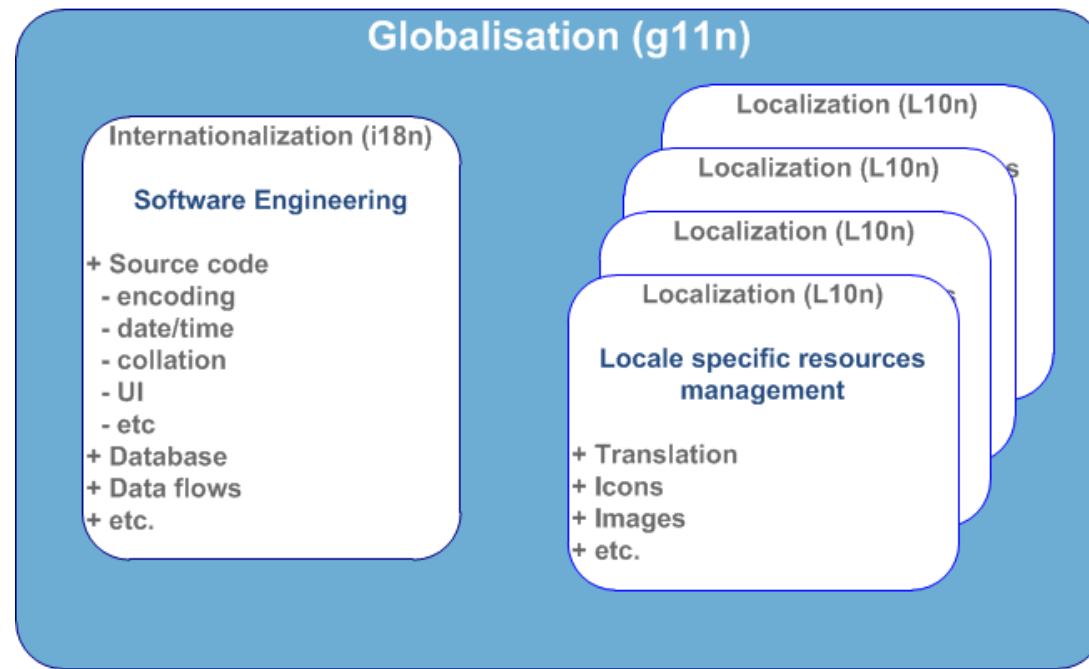 Globalisation (g11n)
Internationalization (i18n)
Software Engineering
+ Source code
- encoding
- date/time
- collation
- UI
- etc
+ Database
+ Data flows
+ etc.
Localization (L10n)
Localization (L10n)
Localization (L10n)
Localization (L10n)
Locale specific resources
management
+ Translation
+ Icons
+ Images
+ etc.